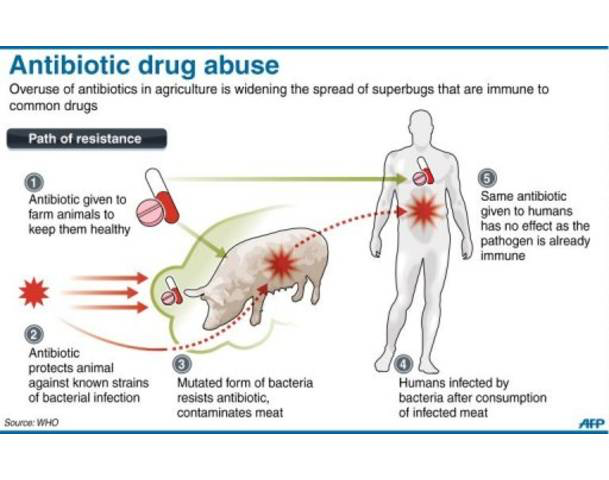 Antibiotic drug abuse
Overuse of antibiotics in agriculture is widening the spread of superbugs that are immune to
common drugs
Path of resistance
1
Antibiotic given to
farm animals to
keep them healthy
2
Antibiotic
protects animal
against known strains
of bacterial infection
3
Mutated form of bacteria
resists antibiotic,
contaminates meat
4
Humans infected by
bacteria after consumption
of infected meat
5
Same antibiotic
given to humans
has no effect as the
pathogen is already
immune
Source: WHO
AFP